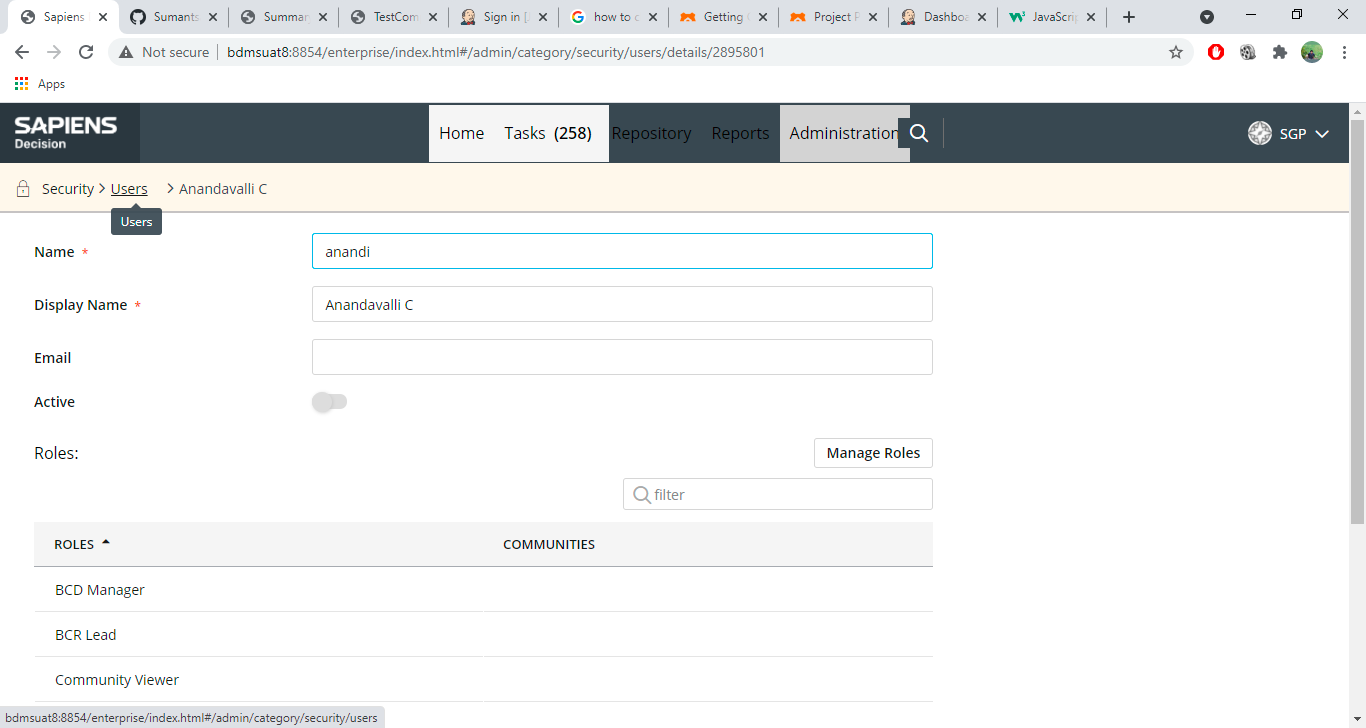 Sapiens
Sumants
Summar
TestCom
Sign in [
how to c
Getting
Project P
Dashboa
JavaScrip
Not secure
bdmsuat8:8854/enterprise/index.html#/admin/category/security/users/details/2895801
Apps
SAPIENS
Decision
Home
Tasks (258)
Repository
Reports
Administration
SGP
Security > Users > Anandavalli C
Users
Name *
anandi
Display Name *
Anandavalli C
Email
Active
Roles:
Manage Roles
filter
ROLES
COMMUNITIES
BCD Manager
BCR Lead
Community Viewer
bdmsuat8:8854/enterprise/index.html#/admin/category/security/users